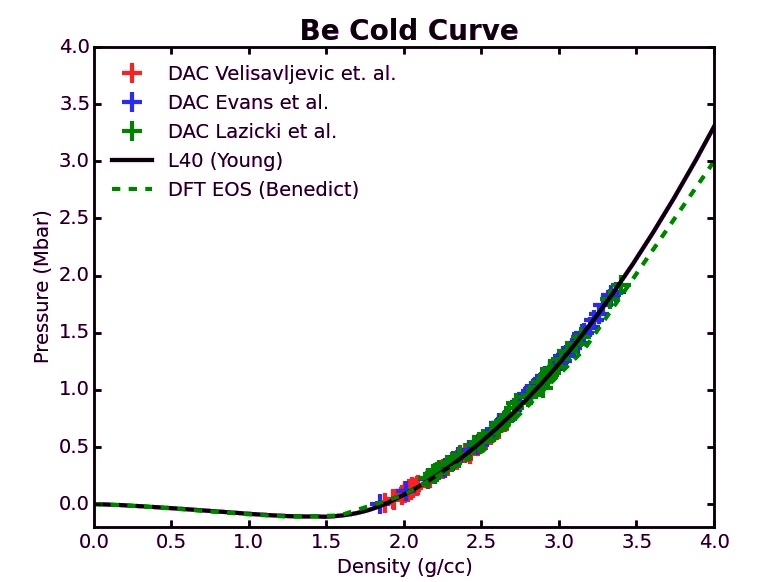 Be Cold Curve
4.0
3.5
3.0
2.5
2.0
1.5
1.0
0.5
0.0
Pressure (Mbar)
DAC Velisavljevic et. al.
DAC Evans et al.
DAC Lazicki et al.
L40 (Young)
DFT EOS (Benedict)
0.0 0.5 1.0 1.5 2.0 2.5 3.0 3.5 4.0
Density (g/cc)